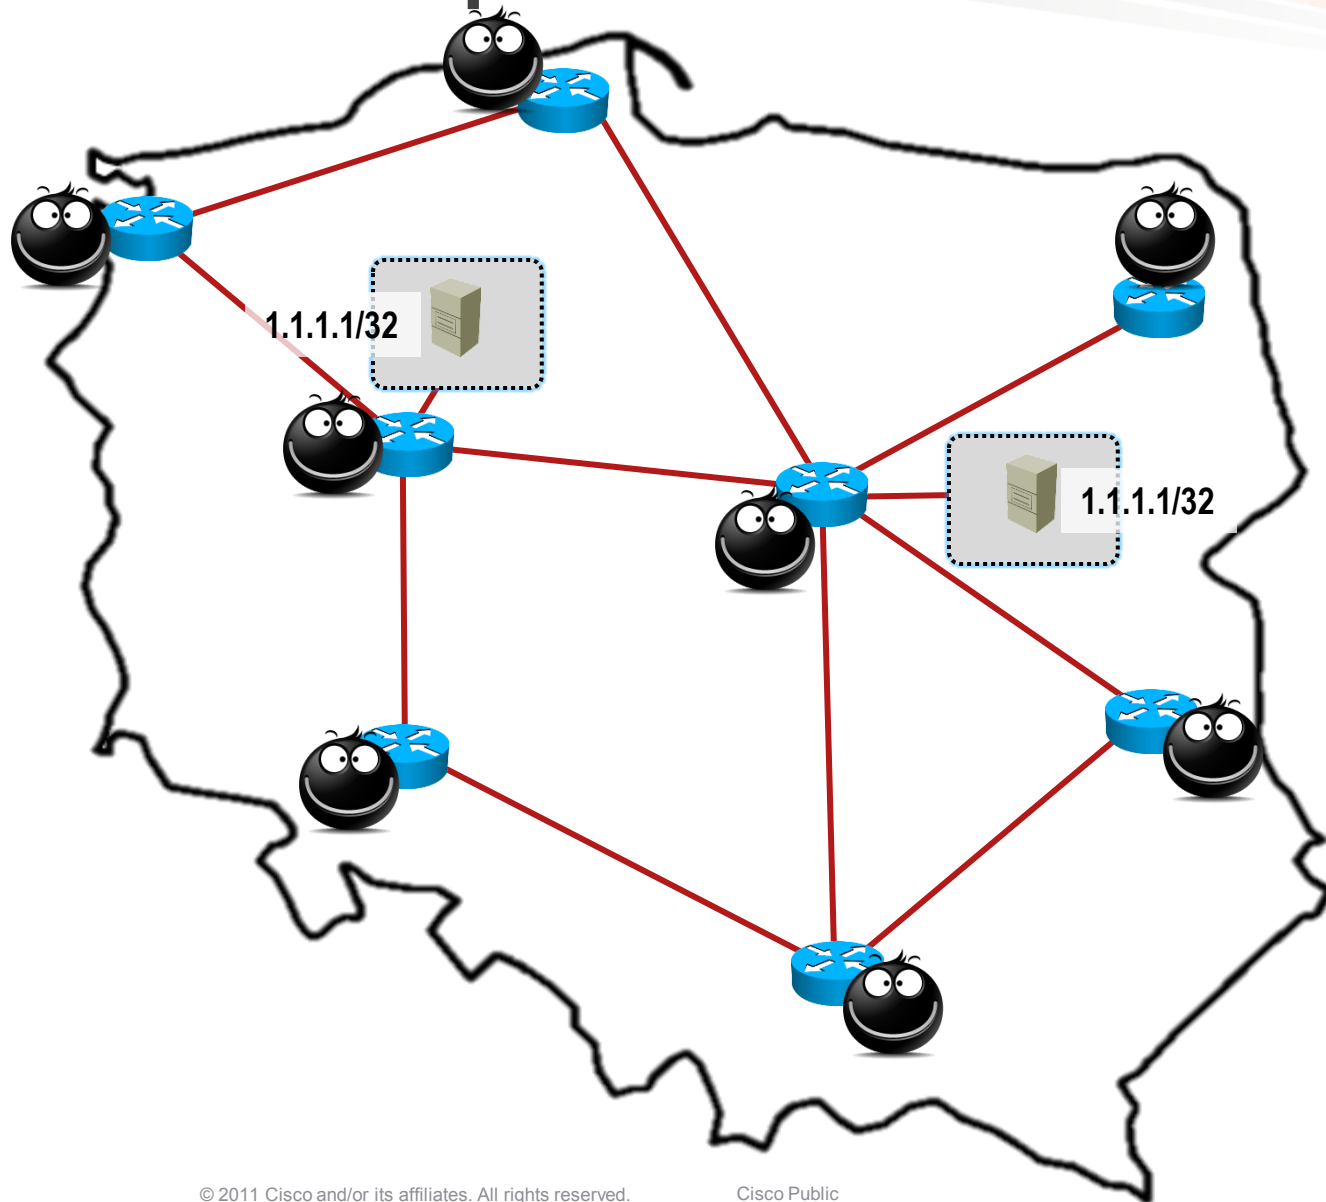 1.1.1.1/32
1.1.1.1/32
© 2011 Cisco and/or its affiliates. All rights reserved.
Cisco Public